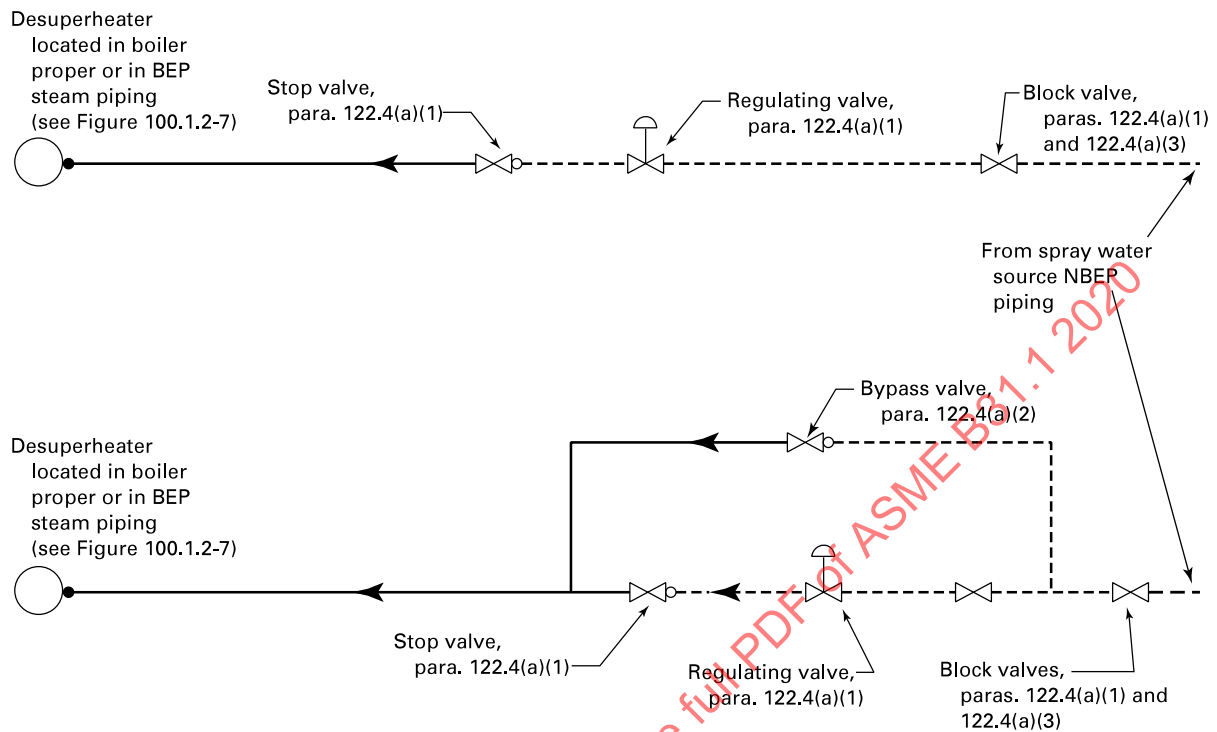 Desuperheater
located in boiler
proper or in BEP
steam piping
(see Figure 100.1.2-7)
Stop valve,
para. 122.4(a)(1)
Regulating valve,
para. 122.4(a)(1)
Block valve,
paras. 122.4(a)(1)
and 122.4(a)(3)
From spray water
source NBEP
piping
Bypass valve,
para. 122.4(a)(2)
Desuperheater
located in boiler
proper or in BEP
steam piping
(see Figure 100.1.2-7)
Stop valve,
para. 122.4(a)(1)
Regulating valve,
para. 122.4(a)(1)
Block valves,
paras. 122.4(a)(1) and
122.4(a)(3)
full PDF of ASME B31.1 2020